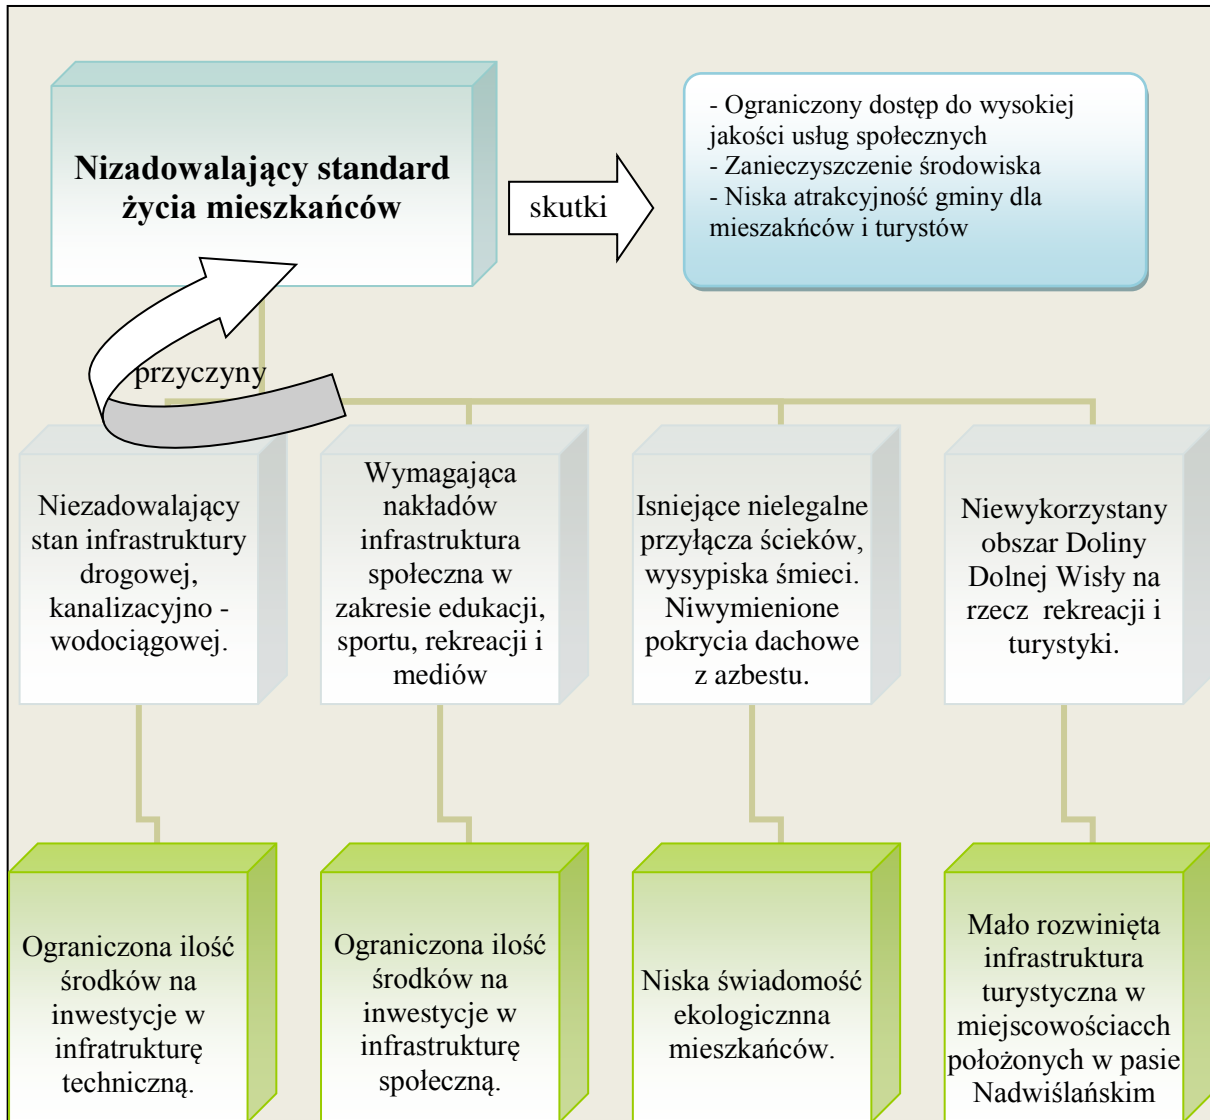 Nizadowalający standard
życia mieszkańców
skutki
- Ograniczony dostęp do wysokiej
jakości usług społecznych
- Zanieczyszczenie środowiska
- Niska atrakcyjność gminy dla
mieszakńców i turystów
przyczyny
Niezadowalający
stan infrastruktury
drogowej,
kanalizacyjno -
wodociągowej.
Wymagająca
nakładów
infrastruktura
społeczna w
zakresie edukacji,
sportu, rekreacji i
mediów
Isniejące nielegalne
przyłącza ścieków,
wysypiska śmieci.
Niwymienione
pokrycia dachowe
z azbestu.
Niewykorzystany
obszar Doliny
Dolnej Wisły na
rzecz rekreacji i
turystyki.
Ograniczona ilość
środków na
inwestycje w
infratrukturę
techniczną.
Ograniczona ilość
środków na
inwestycje w
infrastrukturę
społeczną.
Niska świadomość
ekologicznna
mieszkańców.
Mało rozwinięta
infrastruktura
turystyczna w
miejscowościacch
położonych w pasie
Nadwiślańskim